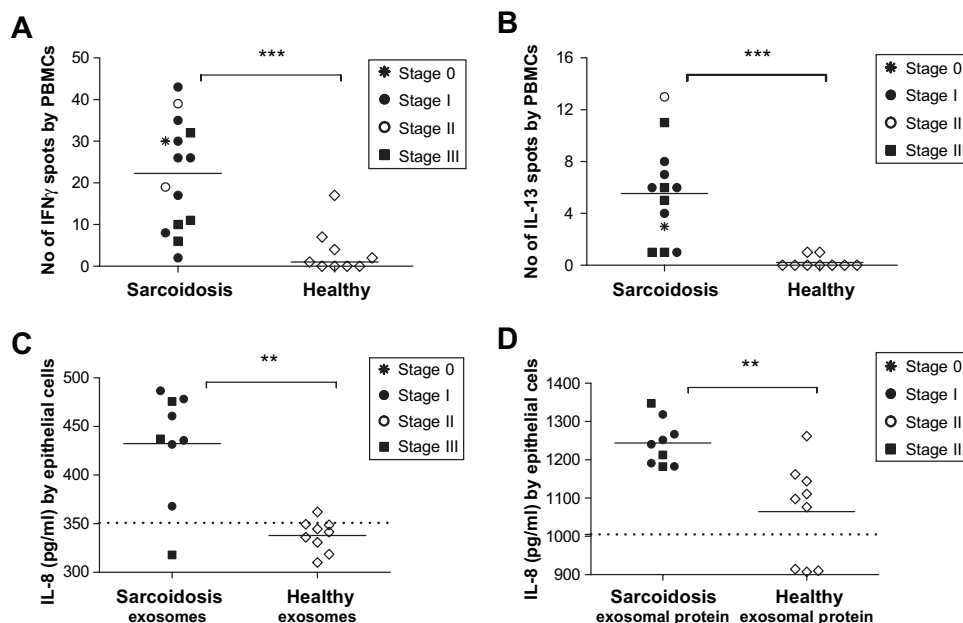 A
No of IFNγ spots by PBMCs
50
40
30
20
10
0
***
Stage 0
Stage I
Stage II
Stage III
Sarcoidosis Healthy
B
No of IL-13 spots by PBMCs
16
12
8
4
0
***
Stage 0
Stage I
Stage II
Stage III
Sarcoidosis Healthy
C
IL-8 (pg/ml) by epithelial cells
500
450
400
350
300
**
Stage 0
Stage I
Stage II
Stage III
Sarcoidosis Healthy
exosomes exosomes
D
IL-8 (pg/ml) by epithelial cells
1400
1300
1200
1100
1000
900
**
Stage 0
Stage I
Stage II
Stage III
Sarcoidosis Healthy
exosomal protein exosomal protein